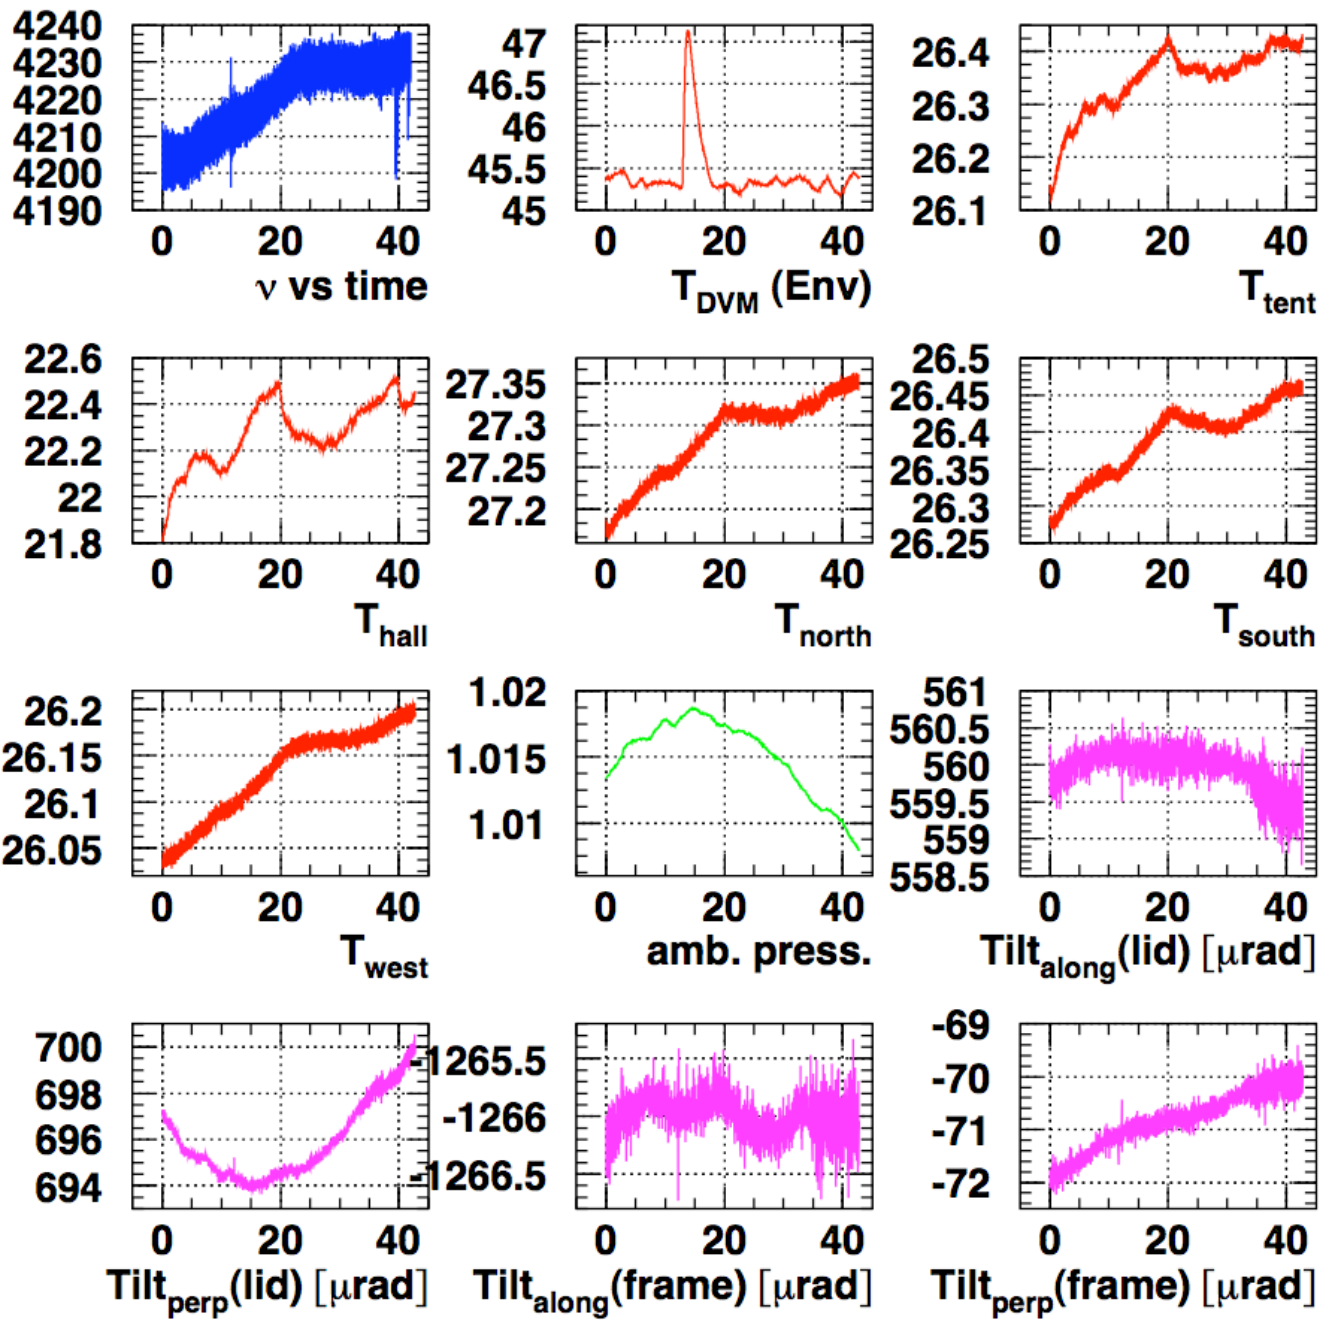 4240
4230
4220
4210
4200
4190
0 20 40
ν vs time
47
46.5
46
45.5
45
0 20 40
T_DVM (Env)
26.4
26.3
26.2
26.1
0 20 40
T_tent
22.6
22.4
22.2
22
21.8
0 20 40
T_hall
27.35
27.3
27.25
27.2
0 20 40
T_north
26.5
26.45
26.4
26.35
26.3
26.25
0 20 40
T_south
26.2
26.15
26.1
26.05
0 20 40
T_west
1.02
1.015
1.01
0 20 40
amb. press.
561
560.5
560
559.5
559
558.5
0 20 40
Tilt_along(lid) [μrad]
700
698
696
694
0 20 40
Tilt_perp(lid) [μrad]
-1265.5
-1266
-1266.5
0 20 40
Tilt_along(frame) [μrad]
-69
-70
-71
-72
0 20 40
Tilt_perp(frame) [μrad]